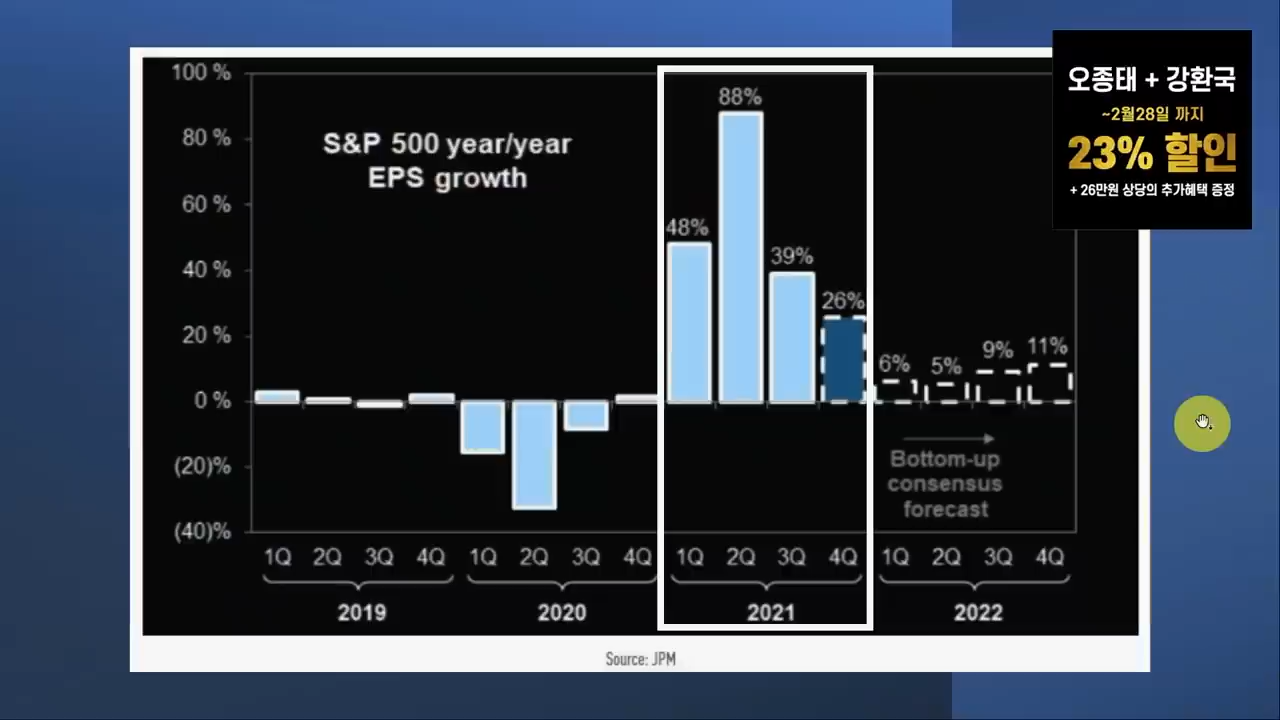 100 %
80 %
60 %
40 %
20 %
0 %
(20)%
(40)%
S&P 500 year/year
EPS growth
48%
88%
39%
26%
6%
5%
9%
11%
Bottom-up
consensus
forecast
1Q 2Q 3Q 4Q 1Q 2Q 3Q 4Q 1Q 2Q 3Q 4Q 1Q 2Q 3Q 4Q
2019 2020 2021 2022
Source: JPM
오종태 + 강환국
~2월28일 까지
23% 할인
+ 26만원 상당의 추가혜택 증정